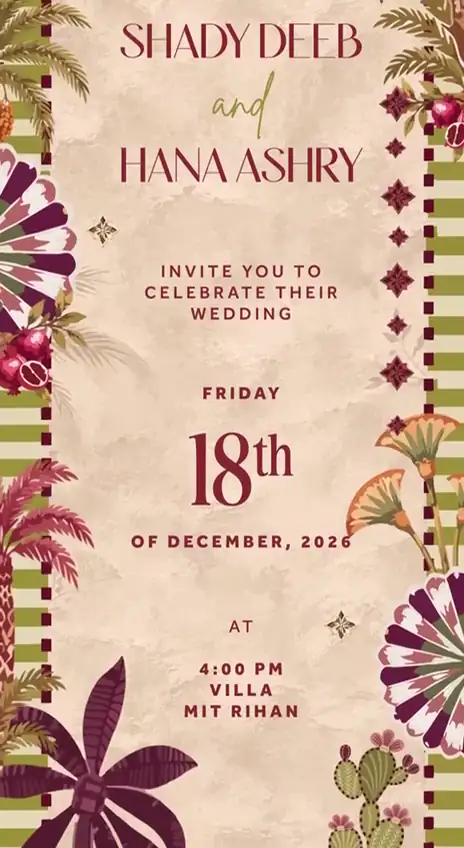 SHADY DEEB
and
HANA ASHRY
INVITE YOU TO
CELEBRATE THEIR
WEDDING
FRIDAY
18th
OF DECEMBER, 2026
AT
4:00 PM
VILLA
MIT RIHAN